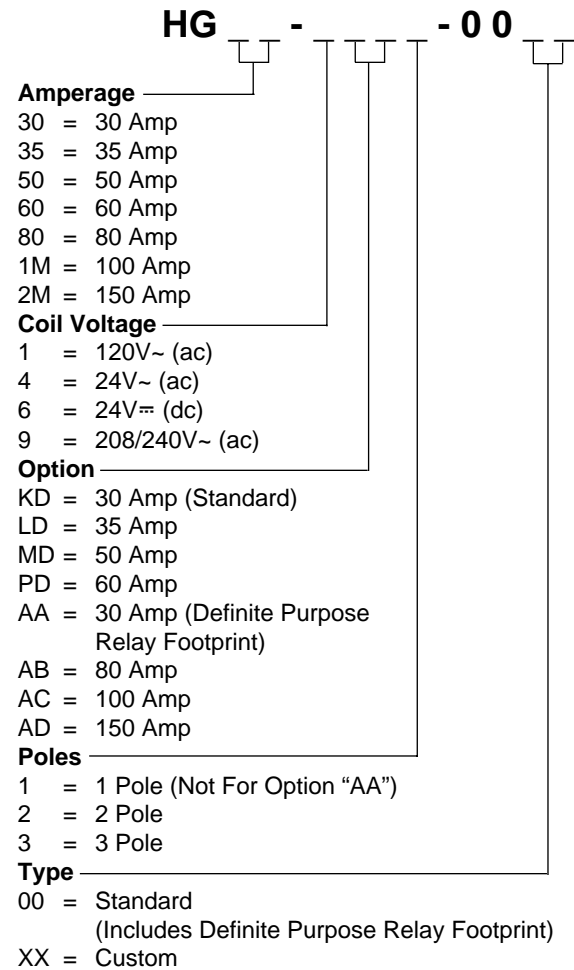 HG _ _ - _ _ _ _ - 0 0 _ _
Amperage
30 = 30 Amp
35 = 35 Amp
50 = 50 Amp
60 = 60 Amp
80 = 80 Amp
1M = 100 Amp
2M = 150 Amp
Coil Voltage
1 = 120V~ (ac)
4 = 24V~ (ac)
6 = 24V⎓ (dc)
9 = 208/240V~ (ac)
Option
KD = 30 Amp (Standard)
LD = 35 Amp
MD = 50 Amp
PD = 60 Amp
AA = 30 Amp (Definite Purpose
Relay Footprint)
AB = 80 Amp
AC = 100 Amp
AD = 150 Amp
Poles
1 = 1 Pole (Not For Option “AA”)
2 = 2 Pole
3 = 3 Pole
Type
00 = Standard
(Includes Definite Purpose Relay Footprint)
XX = Custom